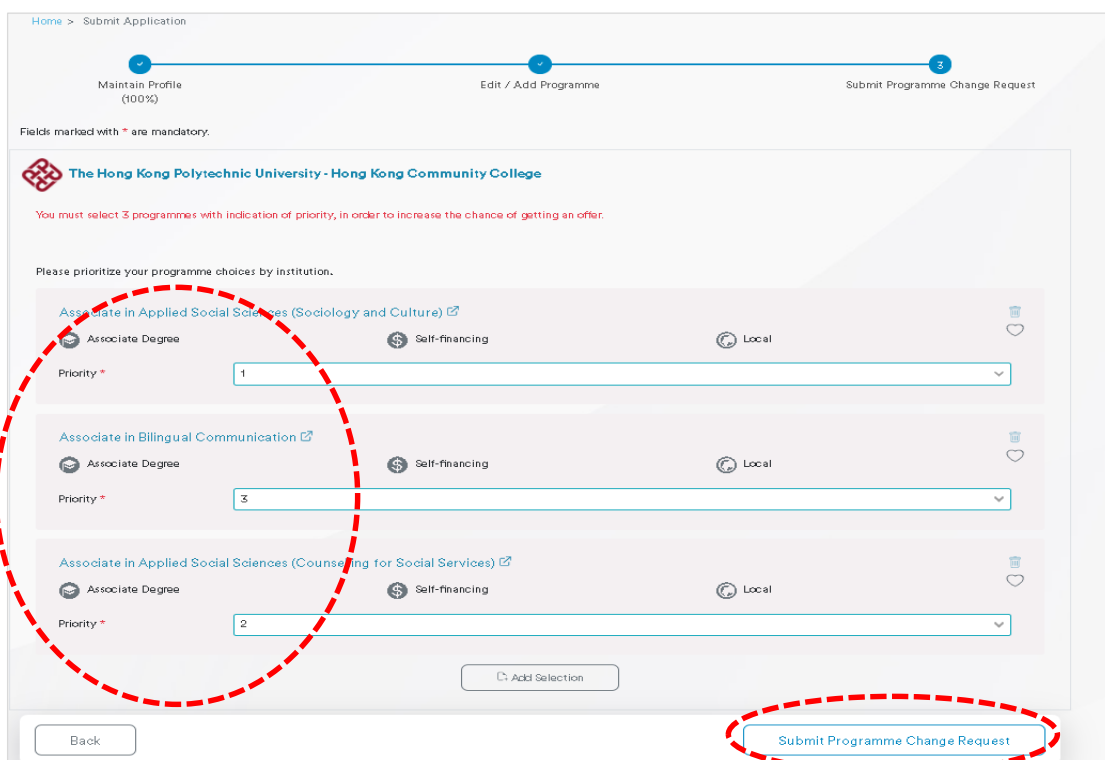 Home > Submit Application
3
Maintain Profile
(100%)
Edit / Add Programme
Submit Programme Change Request
Fields marked with * are mandatory.
The Hong Kong Polytechnic University - Hong Kong Community College
You must select 3 programmes with indication of priority, in order to increase the chance of getting an offer.
Please prioritize your programme choices by institution.
Associate in Applied Social Sciences (Sociology and Culture)
Associate Degree Self-financing Local
Priority * 1
Associate in Bilingual Communication
Associate Degree Self-financing Local
Priority * 3
Associate in Applied Social Sciences (Counselling for Social Services)
Associate Degree Self-financing Local
Priority * 2
Add Selection
Back Submit Programme Change Request